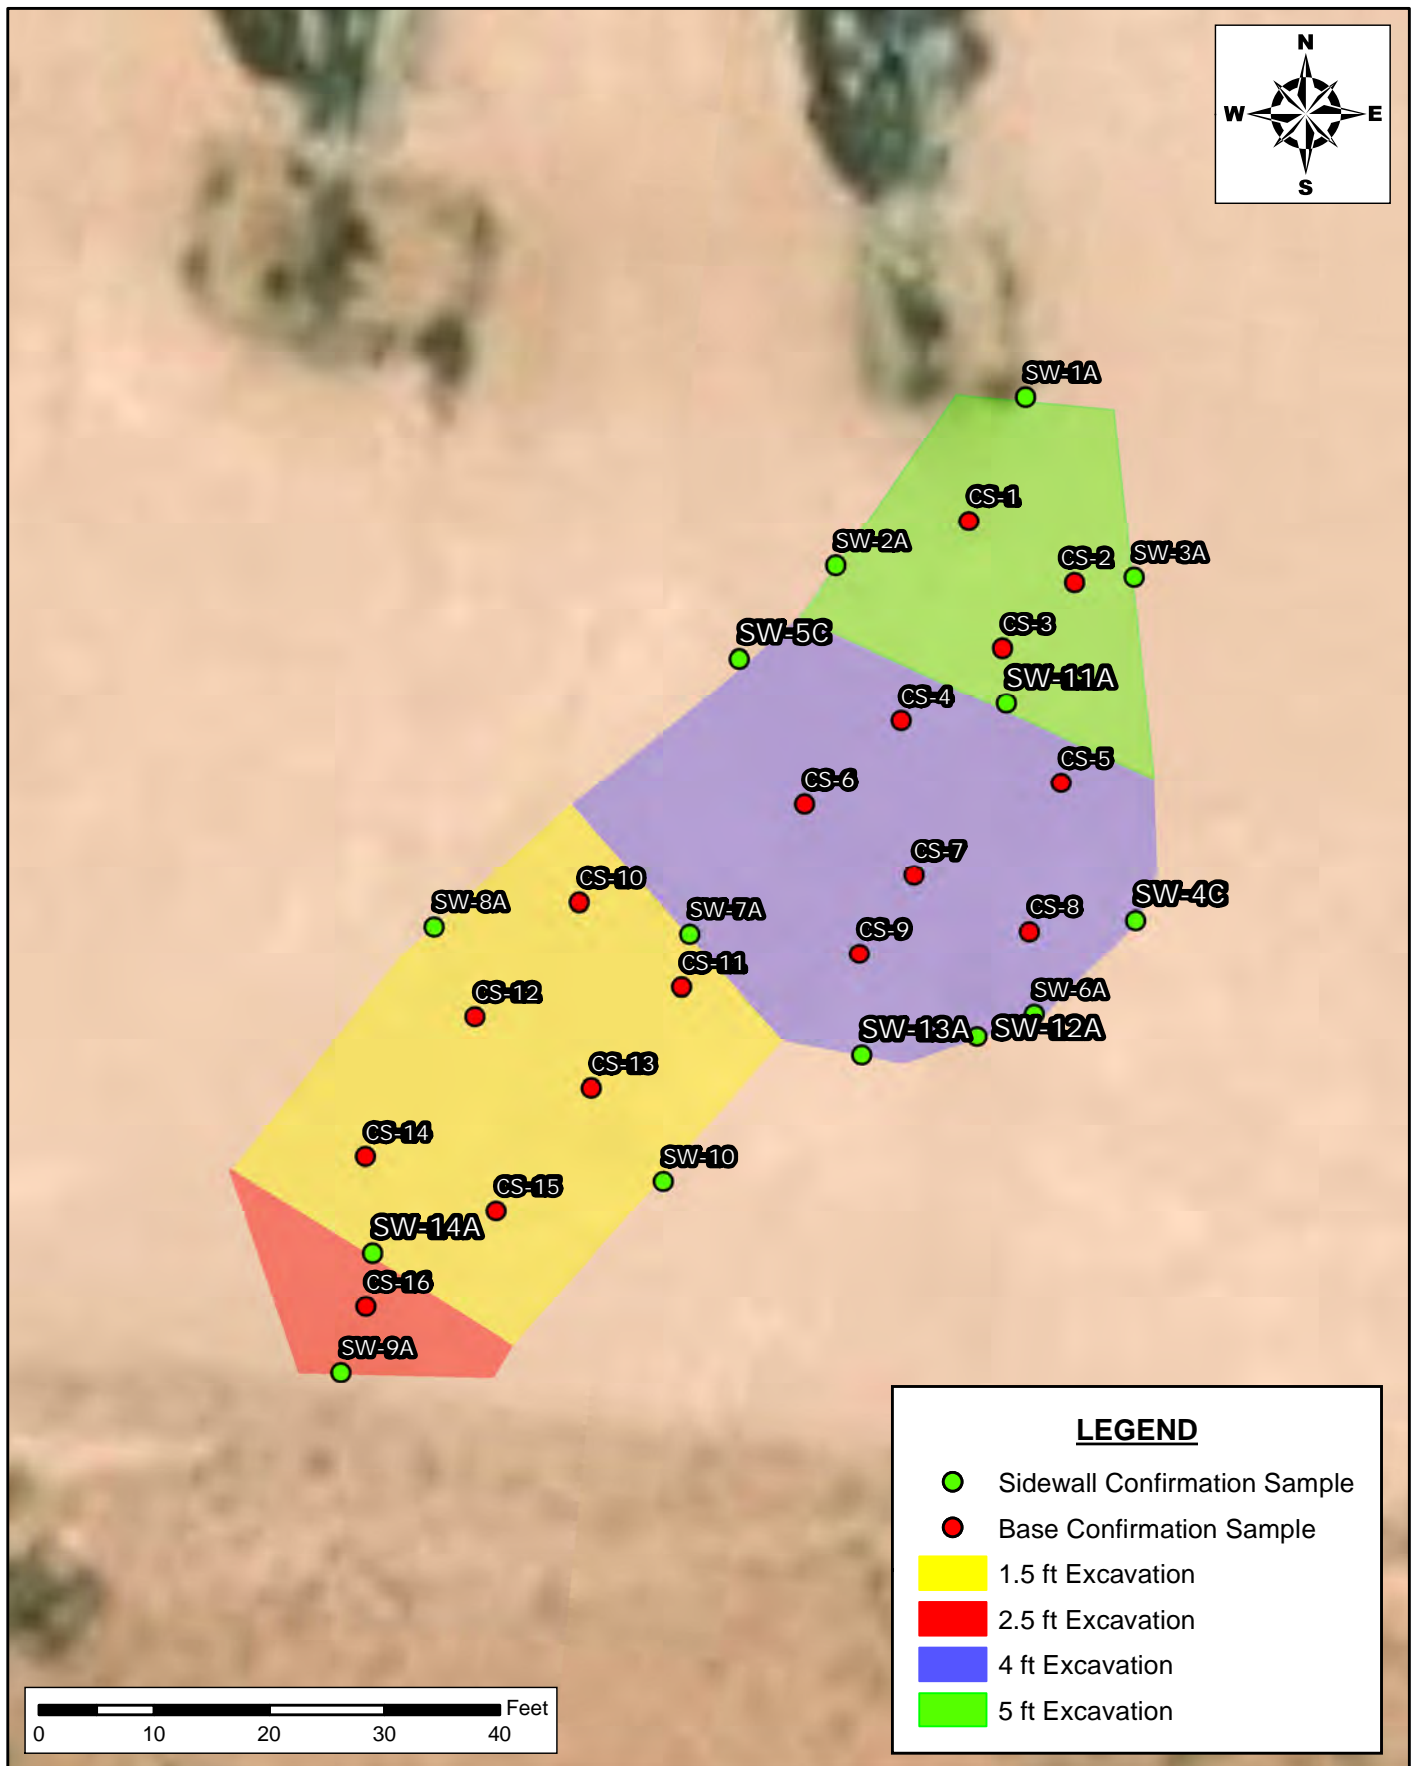 N
W E
S
SW-1A
CS-1
SW-2A
CS-2
SW-3A
CS-3
SW-5C
SW-11A
CS-4
CS-5
CS-6
CS-7
CS-10
SW-8A
SW-7A
SW-4C
CS-8
CS-9
CS-11
CS-12
SW-6A
SW-13A
SW-12A
CS-13
CS-14
SW-10
CS-15
SW-14A
CS-16
SW-9A
LEGEND
Sidewall Confirmation Sample
Base Confirmation Sample
1.5 ft Excavation
2.5 ft Excavation
4 ft Excavation
5 ft Excavation
Feet
0 10 20 30 40